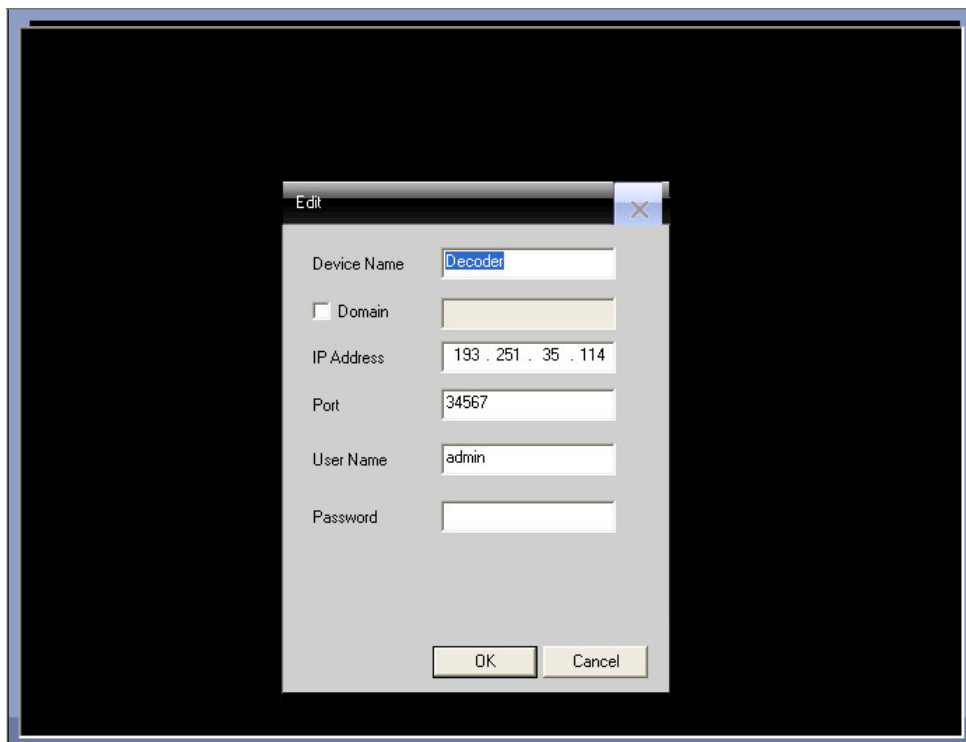 Edit
Device Name Decoder
Domain
IP Address 193 . 251 . 35 . 114
Port 34567
User Name admin
Password
OK Cancel